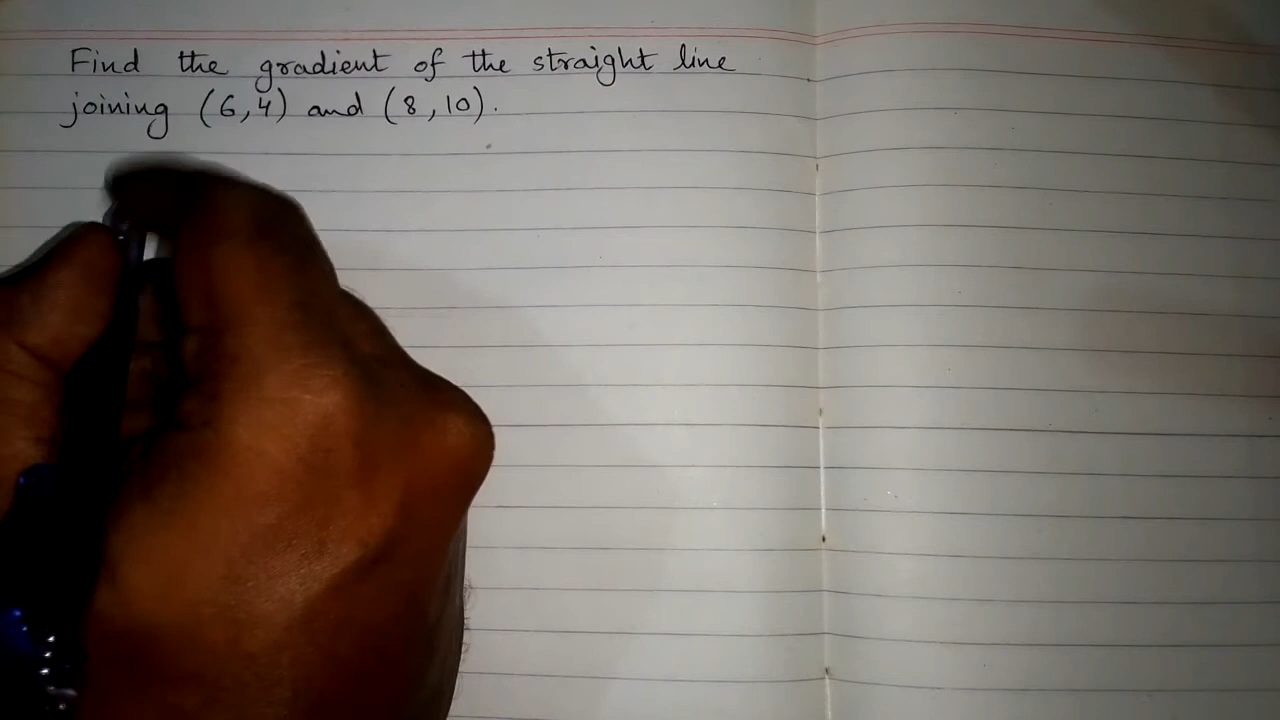 Find the gradient of the straight line
joining (6,4) and (8,10).